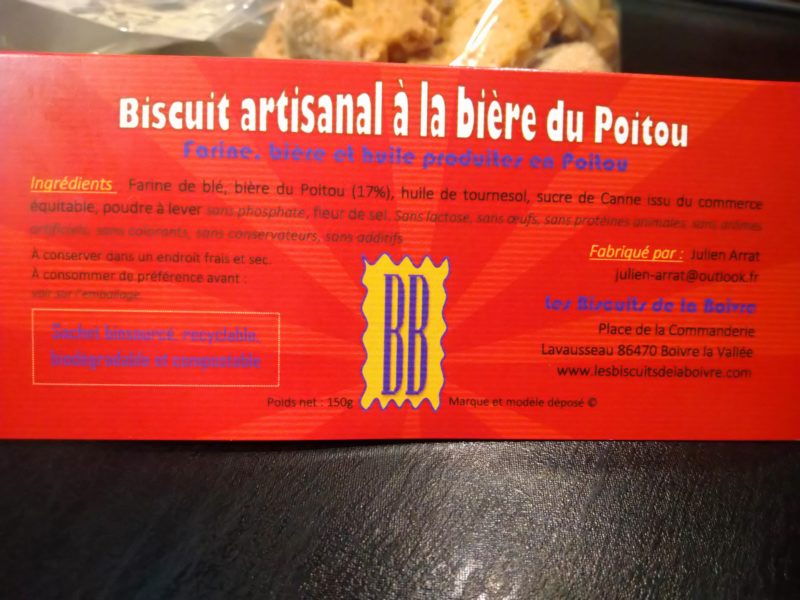 Biscuit artisanal à la bière du Poitou
Farine, bière et huile produites en Poitou
Ingrédients Farine de blé, bière du Poitou (17%), huile de tournesol, sucre de Canne issu du commerce
équitable, poudre à lever sans phosphate, fleur de sel. Sans lactose, sans œufs, sans protéines animales, sans arômes
artificiels, sans colorants, sans conservateurs, sans additifs
À conserver dans un endroit frais et sec.
À consommer de préférence avant :
voir sur l'emballage.
Sachet biosourcé, recyclable,
biodégradable et compostable
BB
Poids net : 150g
Marque et modèle déposé ©
Fabriqué par : Julien Arrat
julien-arrat@outlook.fr
Les Biscuits de la Boivre
Place de la Commanderie
Lavausseau 86470 Boivre la Vallée
www.lesbiscuitsdelaboivre.com